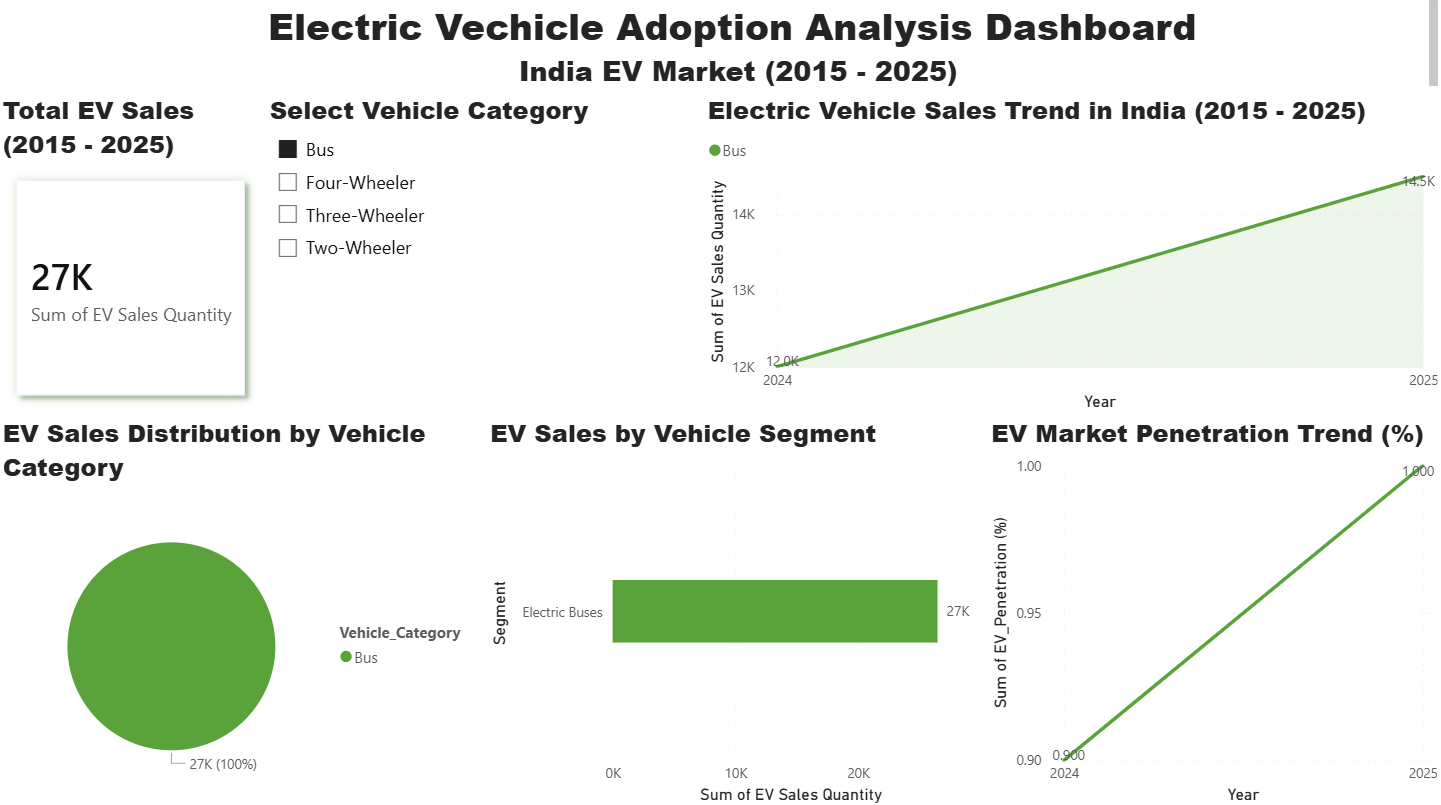 Electric Vechicle Adoption Analysis Dashboard
India EV Market (2015 - 2025)
Total EV Sales
(2015 - 2025)
27K
Sum of EV Sales Quantity
Select Vehicle Category
Bus
Four-Wheeler
Three-Wheeler
Two-Wheeler
Electric Vehicle Sales Trend in India (2015 - 2025)
Bus
Sum of EV Sales Quantity
14K
13K
12K
12.0K
14.5K
2024
2025
Year
EV Sales Distribution by Vehicle
Category
27K (100%)
Vehicle_Category
Bus
EV Sales by Vehicle Segment
Segment
Electric Buses
27K
0K
10K
20K
Sum of EV Sales Quantity
EV Market Penetration Trend (%)
Sum of EV_Penetration (%)
1.00
0.95
0.90
0.900
1.000
2024
2025
Year